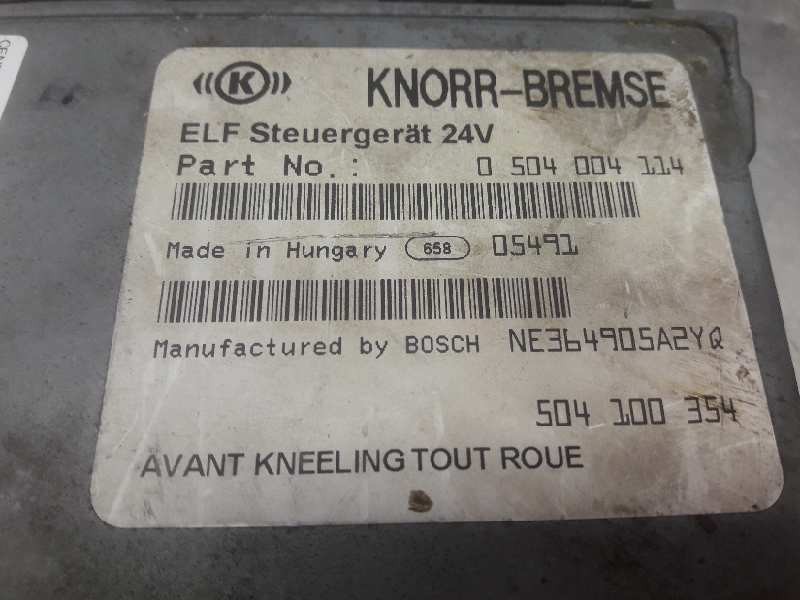 K KNORR-BREMSE
ELF Steuergerät 24V
Part No.: 0 504 004 114
Made in Hungary 658 05491
Manufactured by BOSCH NE364905A2YQ
504 100 354
AVANT KNEELING TOUT ROUE